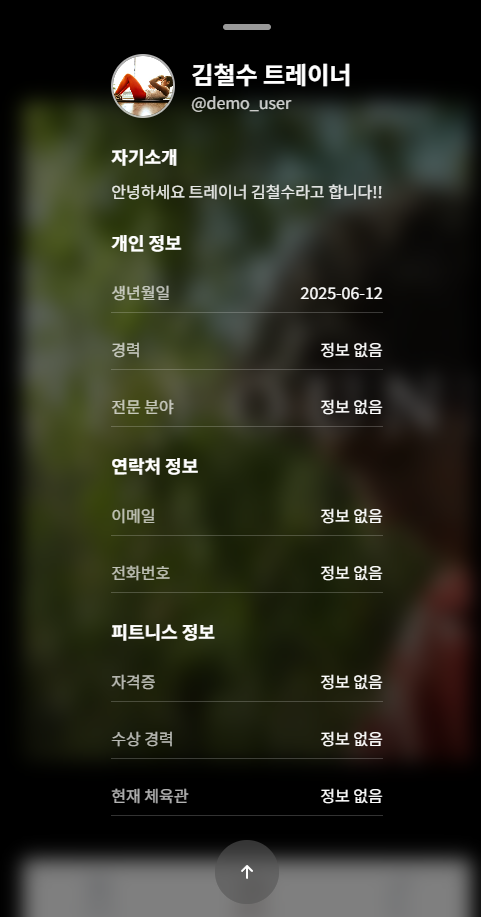 김철수 트레이너
@demo_user
자기소개
안녕하세요 트레이너 김철수라고 합니다!!
개인 정보
생년월일 2025-06-12
경력 정보 없음
전문 분야 정보 없음
연락처 정보
이메일 정보 없음
전화번호 정보 없음
피트니스 정보
자격증 정보 없음
수상 경력 정보 없음
현재 체육관 정보 없음